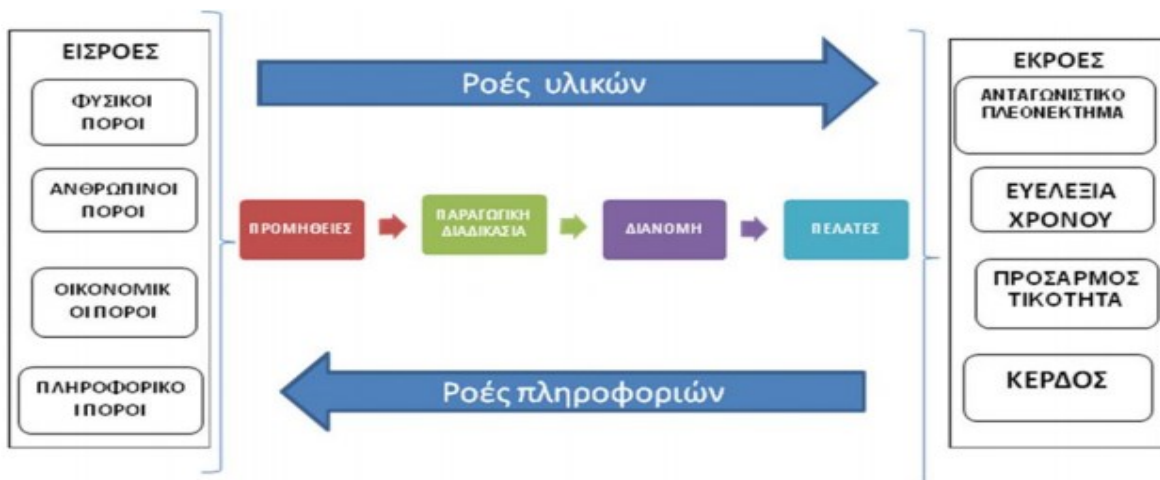 ΕΙΣΡΟΕΣ
ΦΥΣΙΚΟΙ
ΠΟΡΟΙ
ΑΝΘΡΩΠΙΝΟΙ
ΠΟΡΟΙ
ΟΙΚΟΝΟΜΙΚ
ΟΙ ΠΟΡΟΙ
ΠΛΗΡΟΦΟΡΙΚΟ
Ι ΠΟΡΟΙ
Ροές υλικών
ΠΡΟΜΗΘΕΙΕΣ
ΠΑΡΑΓΩΓΙΚΗ
ΔΙΑΔΙΚΑΣΙΑ
ΔΙΑΝΟΜΗ
ΠΕΛΑΤΕΣ
Ροές πληροφοριών
ΕΚΡΟΕΣ
ΑΝΤΑΓΩΝΙΣΤΙΚΟ
ΠΛΕΟΝΕΚΤΗΜΑ
ΕΥΕΛΕΞΙΑ
ΧΡΟΝΟΥ
ΠΡΟΣΑΡΜΟΣ
ΤΙΚΟΤΗΤΑ
ΚΕΡΔΟΣ